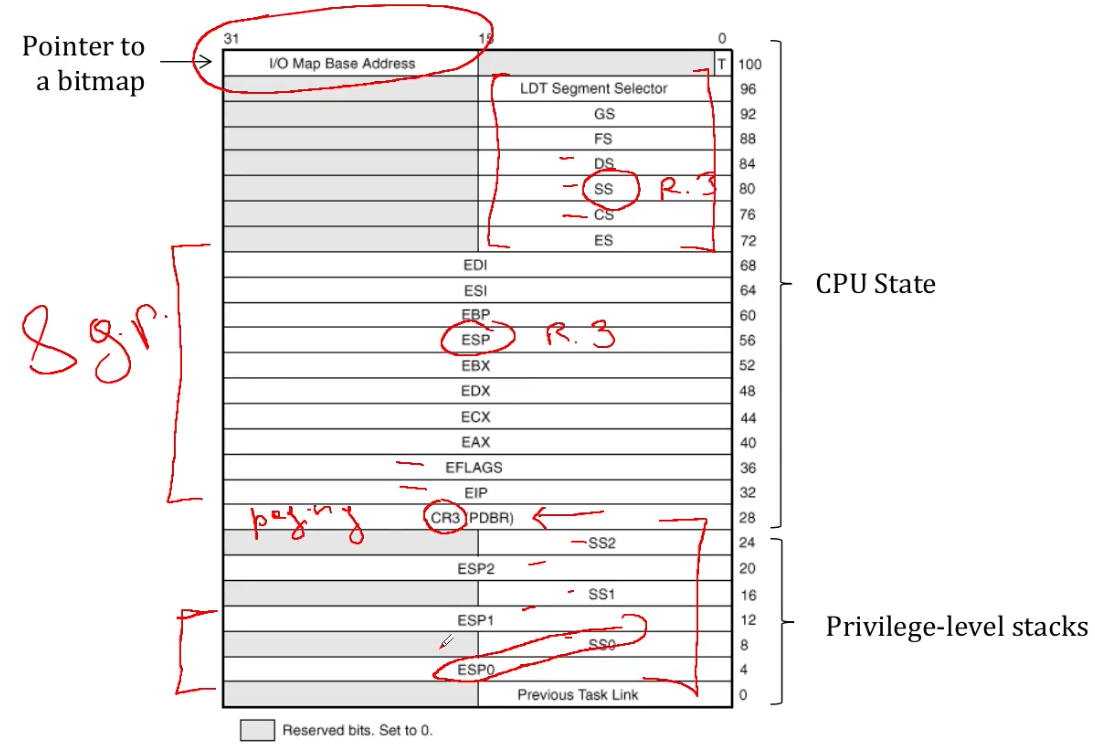 Pointer to
a bitmap
31 15 0
I/O Map Base Address T 100
LDT Segment Selector 96
GS 92
FS 88
DS 84
SS R.3 80
CS 76
ES 72
EDI 68
ESI 64
EBP 60
ESP R.3 56
EBX 52
EDX 48
ECX 44
EAX 40
EFLAGS 36
EIP 32
paging CR3 (PDBR) 28
SS2 24
ESP2 20
SS1 16
ESP1 12
SS0 8
ESP0 4
Previous Task Link 0
8 g.r.
CPU State
Privilege-level stacks
Reserved bits. Set to 0.